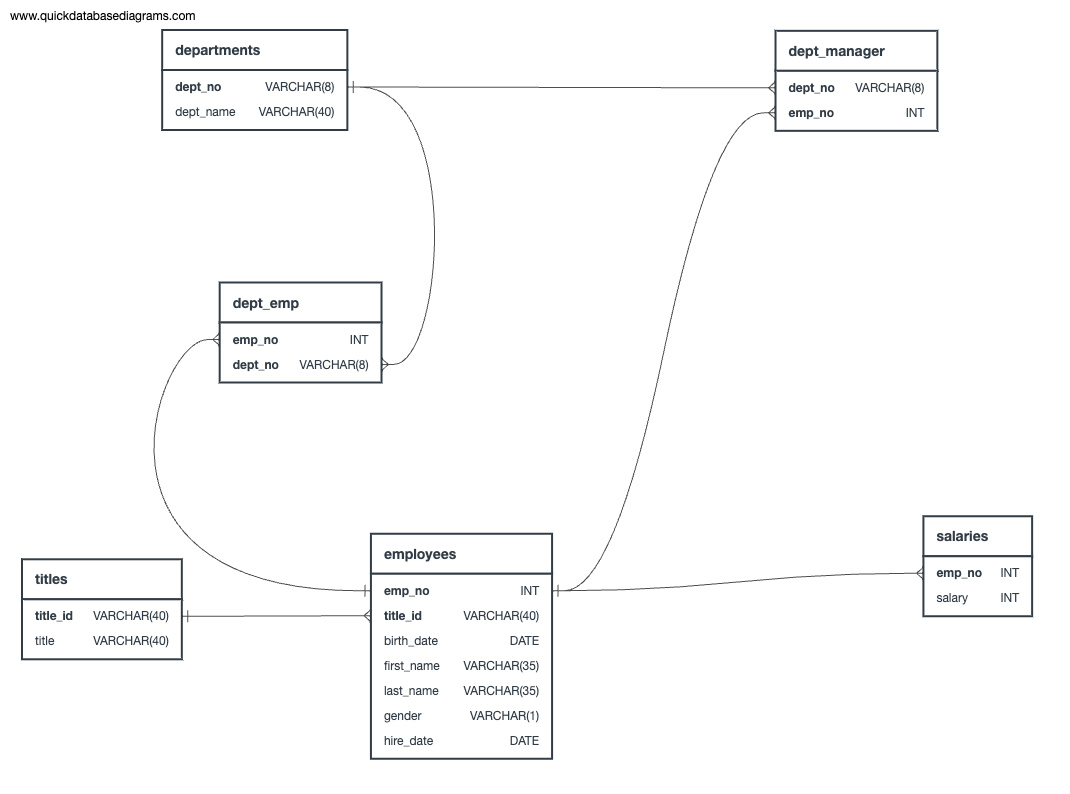 www.quickdatabasediagrams.com
departments
dept_no VARCHAR(8)
dept_name VARCHAR(40)
dept_manager
dept_no VARCHAR(8)
emp_no INT
dept_emp
emp_no INT
dept_no VARCHAR(8)
titles
title_id VARCHAR(40)
title VARCHAR(40)
employees
emp_no INT
title_id VARCHAR(40)
birth_date DATE
first_name VARCHAR(35)
last_name VARCHAR(35)
gender VARCHAR(1)
hire_date DATE
salaries
emp_no INT
salary INT